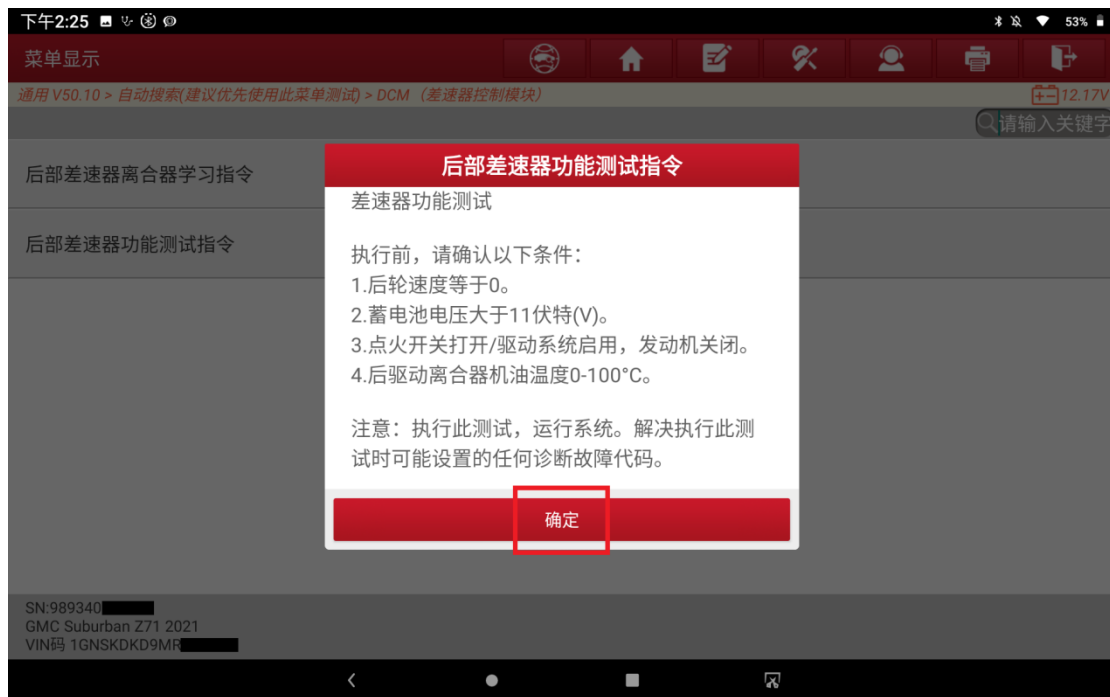 下午2:25
53%
菜单显示
通用 V50.10 > 自动搜索(建议优先使用此菜单测试) > DCM（差速器控制模块）
12.17V
请输入关键字
后部差速器离合器学习指令
后部差速器功能测试指令
后部差速器功能测试指令
差速器功能测试
执行前，请确认以下条件：
1.后轮速度等于0。
2.蓄电池电压大于11伏特(V)。
3.点火开关打开/驱动系统启用，发动机关闭。
4.后驱动离合器机油温度0-100°C。
注意：执行此测试，运行系统。解决执行此测
试时可能设置的任何诊断故障代码。
确定
SN:989340
GMC Suburban Z71 2021
VIN码 1GNSKDKD9MR